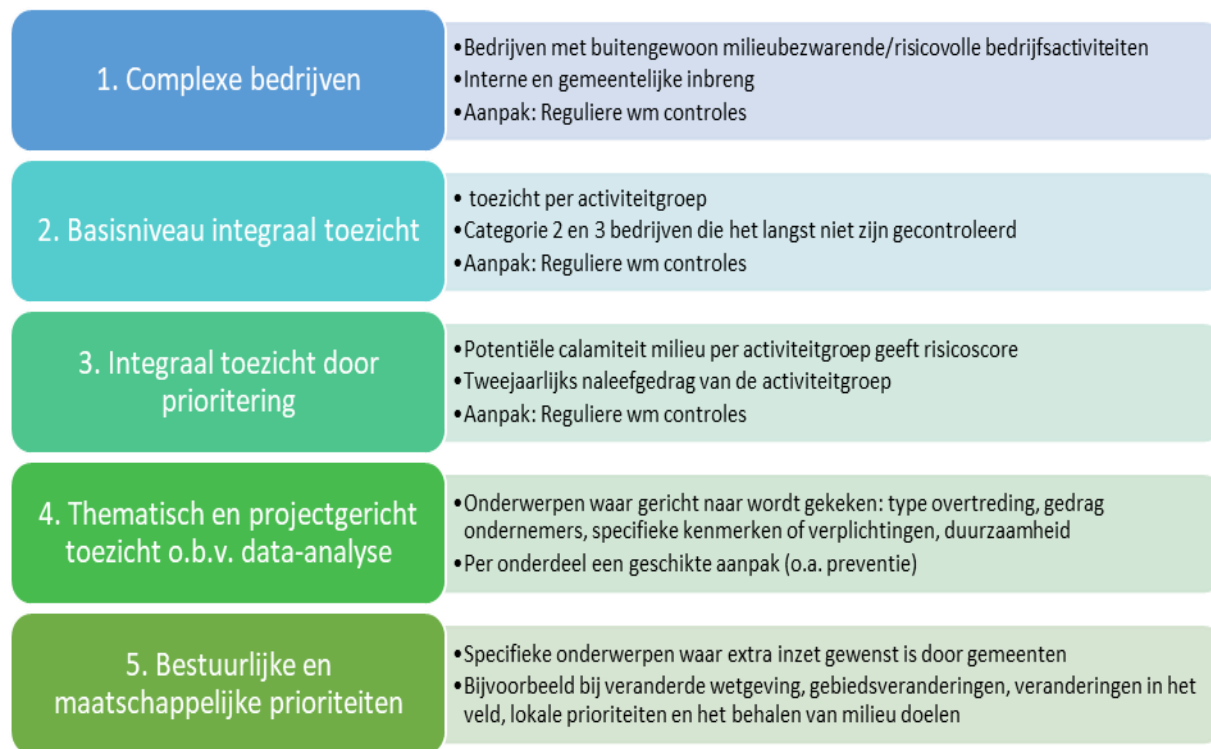 1. Complexe bedrijven
•Bedrijven met buitengewoon milieubezwarende/risicovolle bedrijfsactiviteiten
•Interne en gemeentelijke inbreng
•Aanpak: Reguliere wm controles
2. Basisniveau integraal toezicht
• toezicht per activiteitgroep
•Categorie 2 en 3 bedrijven die het langst niet zijn gecontroleerd
•Aanpak: Reguliere wm controles
3. Integraal toezicht door
prioritering
•Potentiële calamiteit milieu per activiteitgroep geeft risicoscore
•Tweejaarlijks naleefgedrag van de activiteitgroep
•Aanpak: Reguliere wm controles
4. Thematisch en projectgericht
toezicht o.b.v. data-analyse
•Onderwerpen waar gericht naar wordt gekeken: type overtreding, gedrag
ondernemers, specifieke kenmerken of verplichtingen, duurzaamheid
•Per onderdeel een geschikte aanpak (o.a. preventie)
5. Bestuurlijke en
maatschappelijke prioriteiten
•Specifieke onderwerpen waar extra inzet gewenst is door gemeenten
•Bijvoorbeeld bij veranderde wetgeving, gebiedsveranderingen, veranderingen in het
veld, lokale prioriteiten en het behalen van milieu doelen